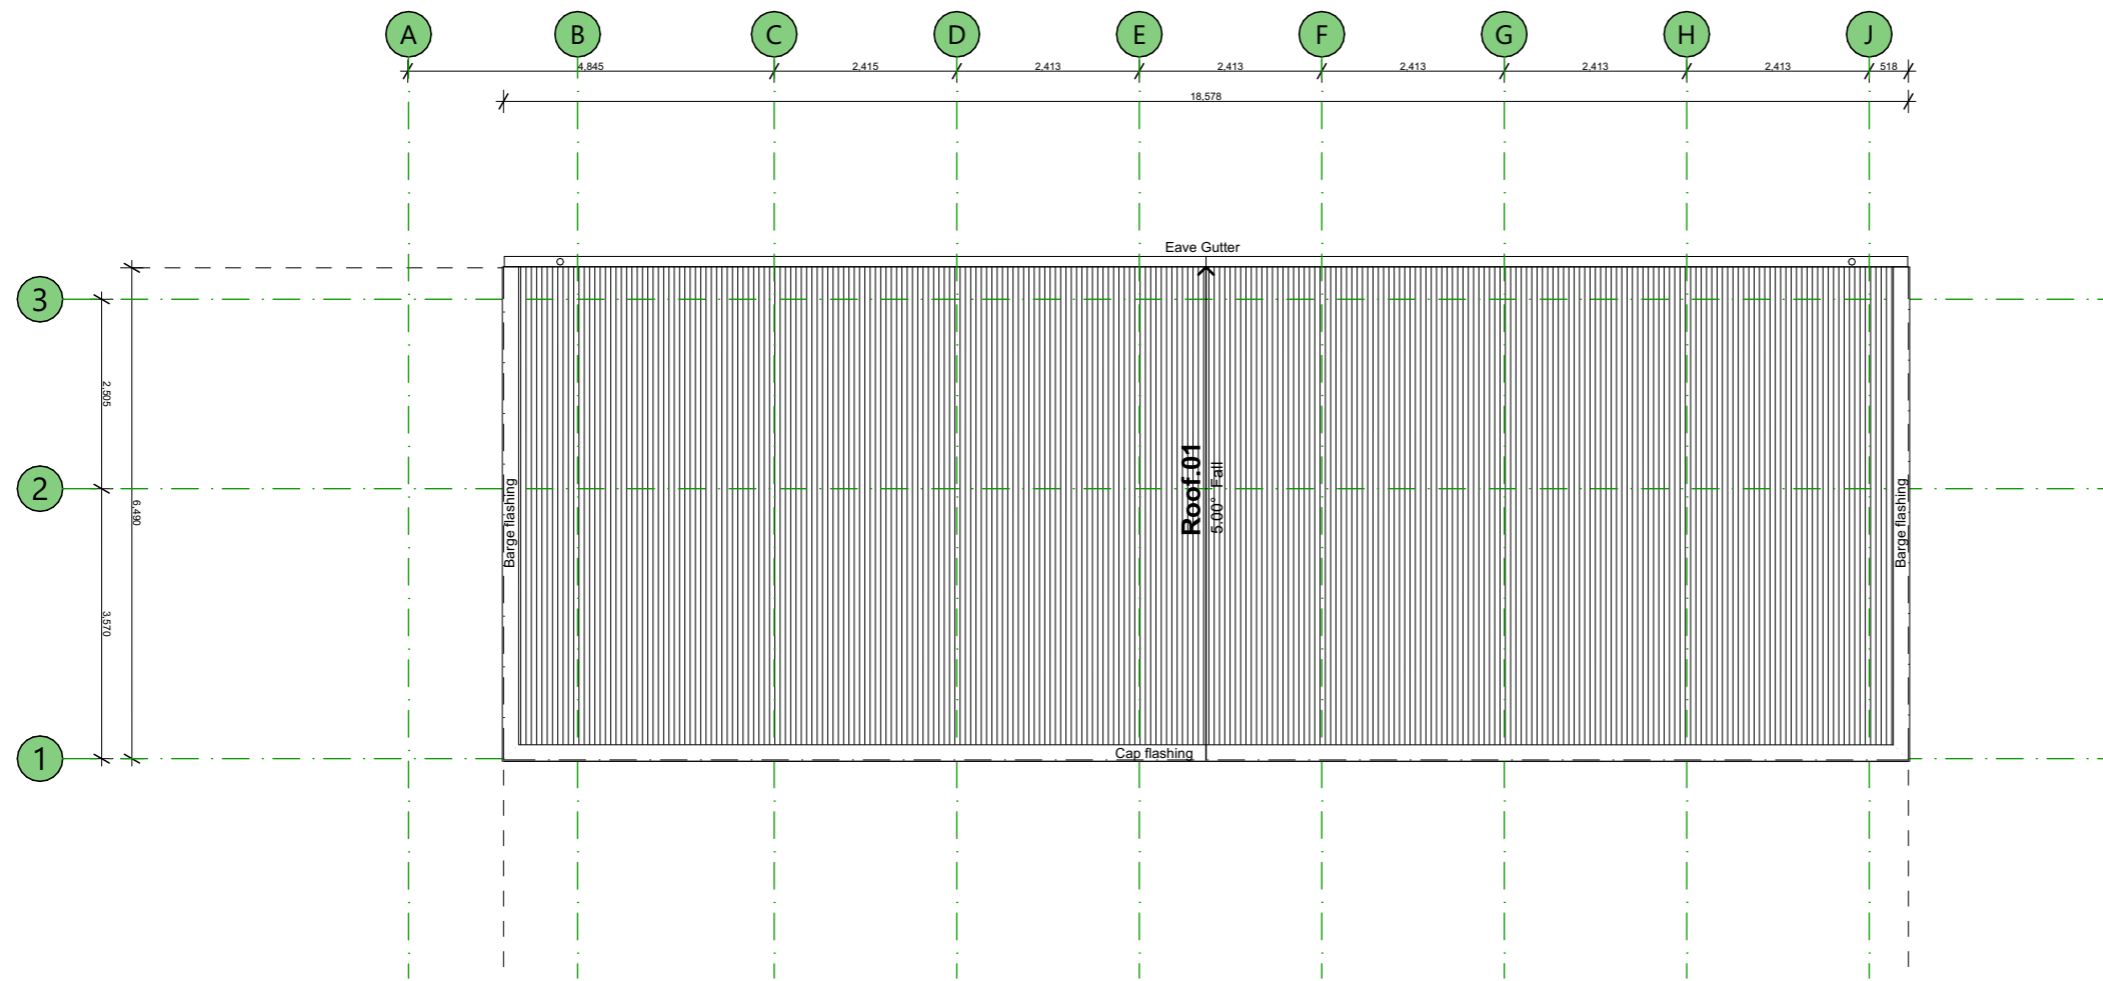 A B C D E F G H J
4,845 2,415 2,413 2,413 2,413 2,413 2,413 518
18,578
Eave Gutter
3
2,505
2
6,490
Barge flashing
Roof.01
5.00° Fall
Barge flashing
3,570
1
Cap flashing